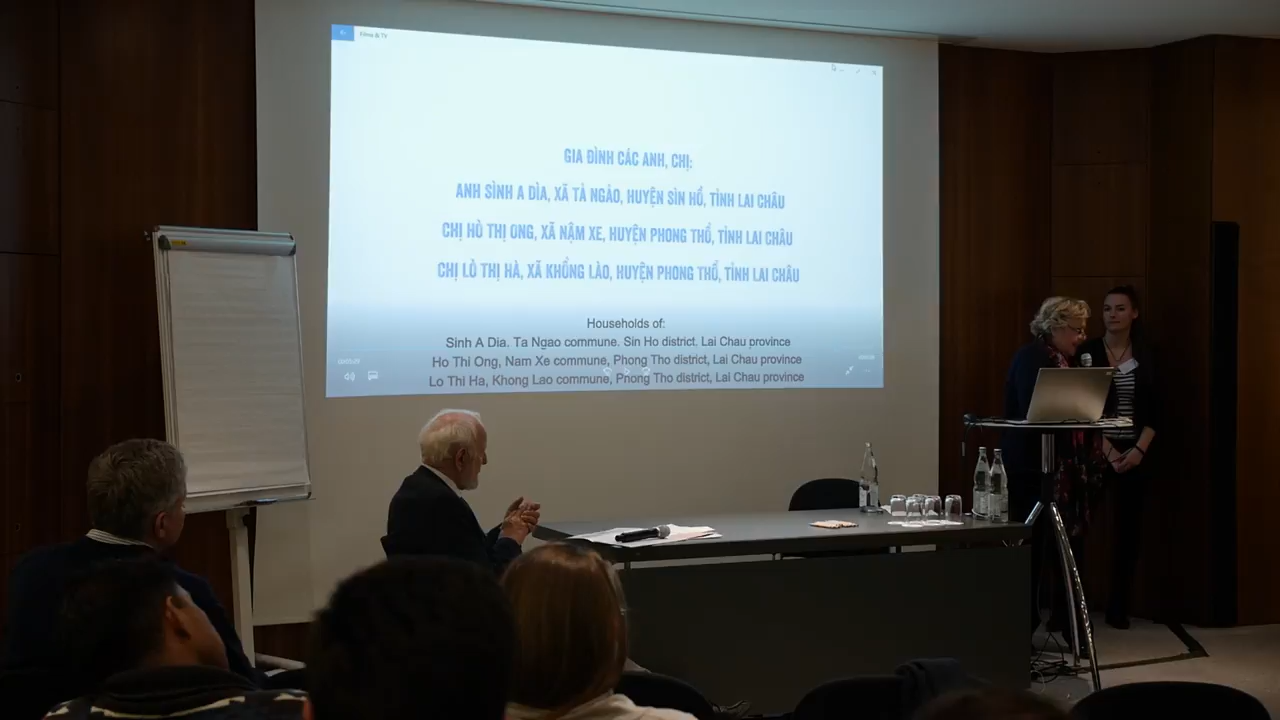 Films & TV
GIA ĐÌNH CÁC ANH, CHỊ:
ANH SÌNH A DÌA, XÃ TẢ NGẢO, HUYỆN SÌN HỒ, TỈNH LAI CHÂU
CHỊ HÒ THỊ ONG, XÃ NẬM XE, HUYỆN PHONG THỔ, TỈNH LAI CHÂU
CHỊ LÒ THỊ HÀ, XÃ KHỔNG LÀO, HUYỆN PHONG THỔ, TỈNH LAI CHÂU
Households of:
Sinh A Dia. Ta Ngao commune. Sin Ho district. Lai Chau province
Ho Thi Ong, Nam Xe commune, Phong Tho district, Lai Chau province
Lo Thi Ha, Khong Lao commune, Phong Tho district, Lai Chau province